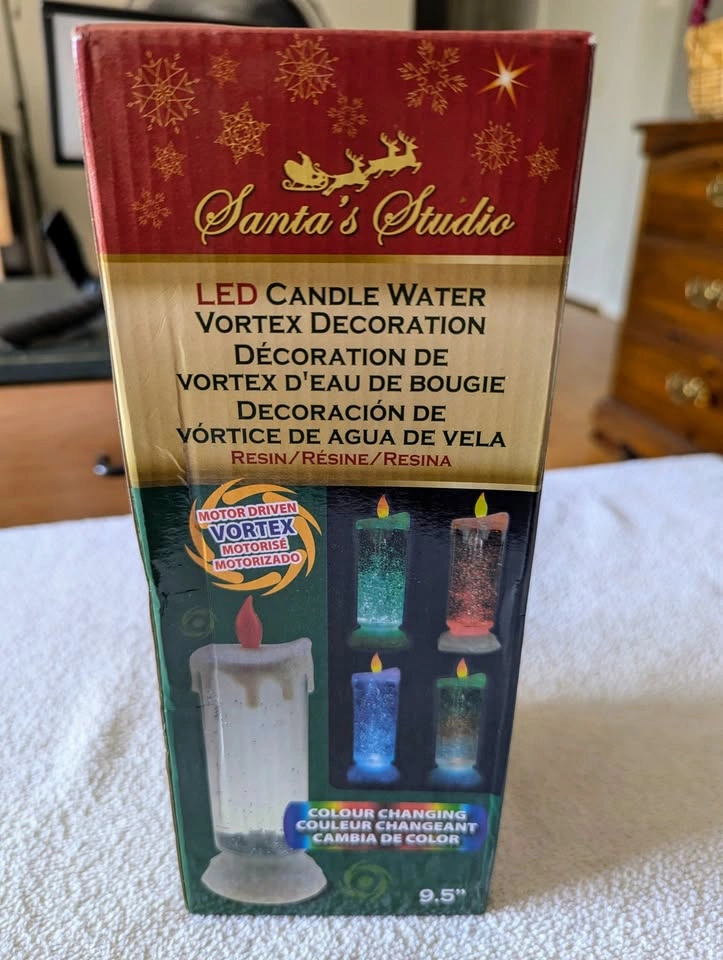 Santa's Studio
LED CANDLE WATER
VORTEX DECORATION
DÉCORATION DE
VORTEX D'EAU DE BOUGIE
DECORACIÓN DE
VÓRTICE DE AGUA DE VELA
RESIN/RÉSINE/RESINA
MOTOR DRIVEN
VORTEX
MOTORISÉ
MOTORIZADO
COLOUR CHANGING
COULEUR CHANGEANT
CAMBIA DE COLOR
9.5"